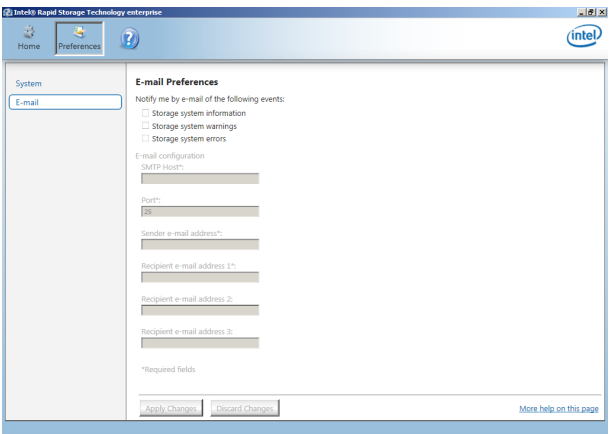 Intel® Rapid Storage Technology enterprise
Home
Preferences
?
intel
System
E-mail
E-mail Preferences
Notify me by e-mail of the following events:
Storage system information
Storage system warnings
Storage system errors
E-mail configuration
SMTP Host*:
Port*:
25
Sender e-mail address*:
Recipient e-mail address 1*:
Recipient e-mail address 2:
Recipient e-mail address 3:
*Required fields
Apply Changes
Discard Changes
More help on this page